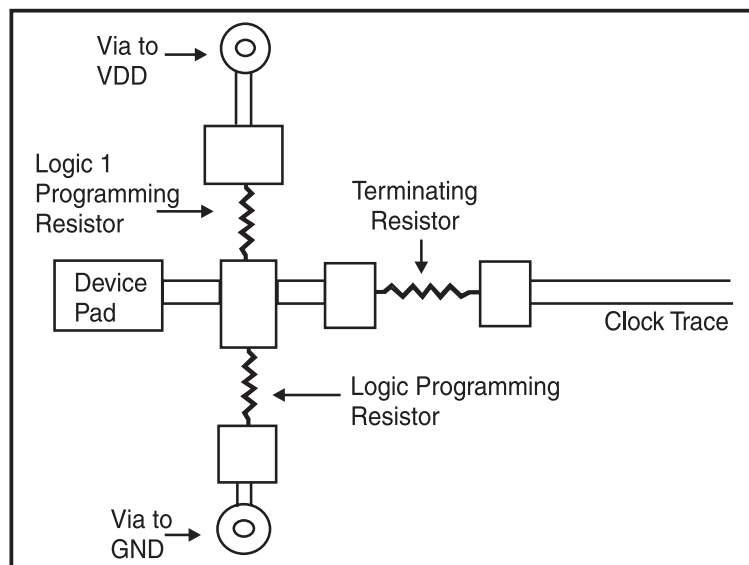 Via to
VDD
Logic 1
Programming
Resistor
Terminating
Resistor
Device
Pad
Clock Trace
Logic Programming
Resistor
Via to
GND